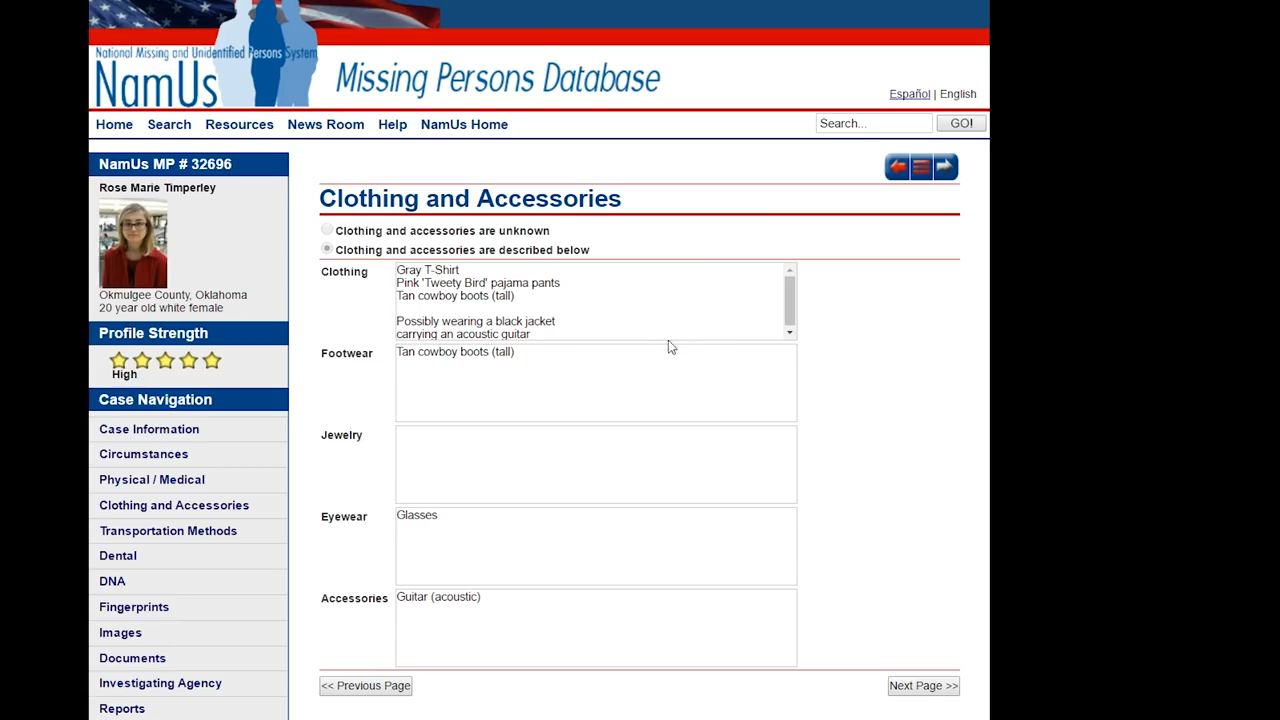 National Missing and Unidentified Persons System
NamUs
Missing Persons Database
Español | English
Home Search Resources News Room Help NamUs Home
Search... GO!
NamUs MP # 32696
Rose Marie Timperley
Okmulgee County, Oklahoma
20 year old white female
Profile Strength
High
Case Navigation
Case Information
Circumstances
Physical / Medical
Clothing and Accessories
Transportation Methods
Dental
DNA
Fingerprints
Images
Documents
Investigating Agency
Reports
Clothing and Accessories
Clothing and accessories are unknown
Clothing and accessories are described below
Clothing
Gray T-Shirt
Pink 'Tweety Bird' pajama pants
Tan cowboy boots (tall)
Possibly wearing a black jacket
carrying an acoustic guitar
Footwear
Tan cowboy boots (tall)
Jewelry
Eyewear
Glasses
Accessories
Guitar (acoustic)
<< Previous Page
Next Page >>